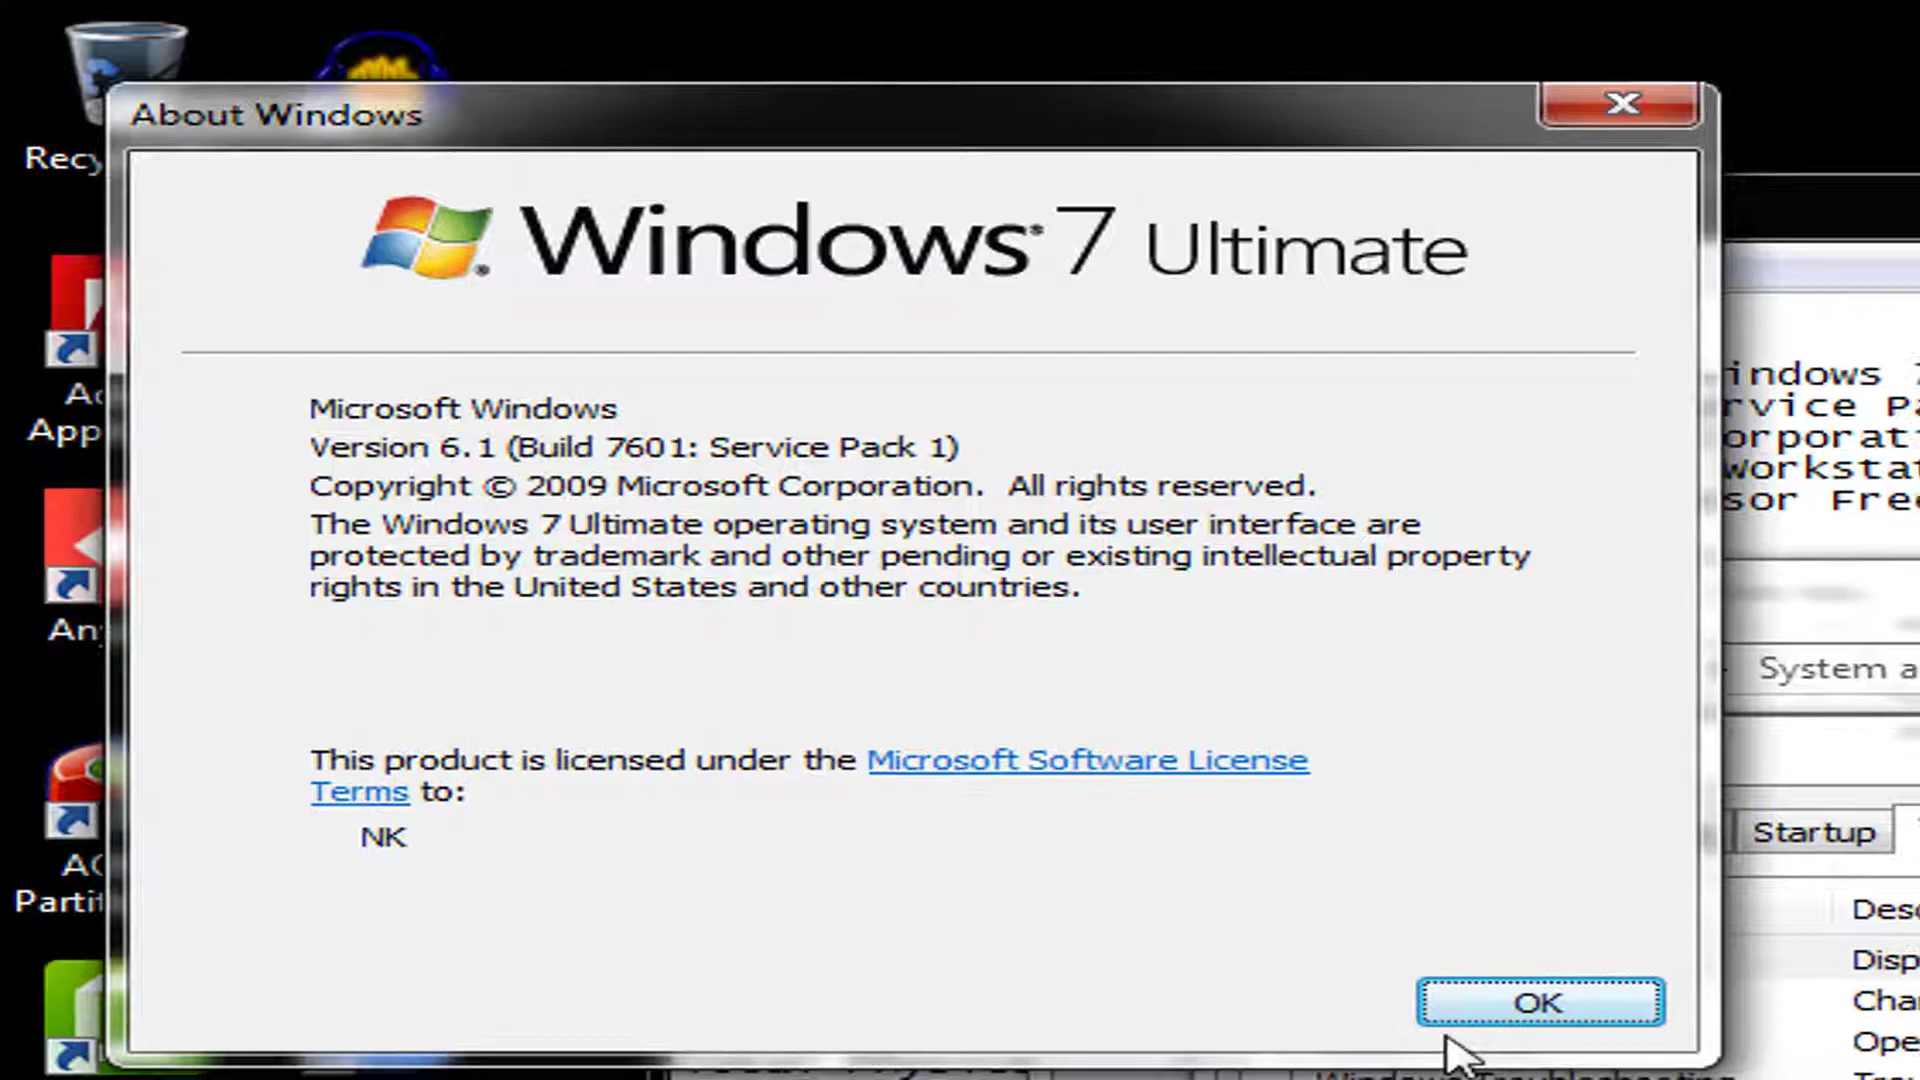 About Windows
Windows 7 Ultimate
Microsoft Windows
Version 6.1 (Build 7601: Service Pack 1)
Copyright © 2009 Microsoft Corporation. All rights reserved.
The Windows 7 Ultimate operating system and its user interface are
protected by trademark and other pending or existing intellectual property
rights in the United States and other countries.
This product is licensed under the Microsoft Software License
Terms to:
NK
OK
Startup
System